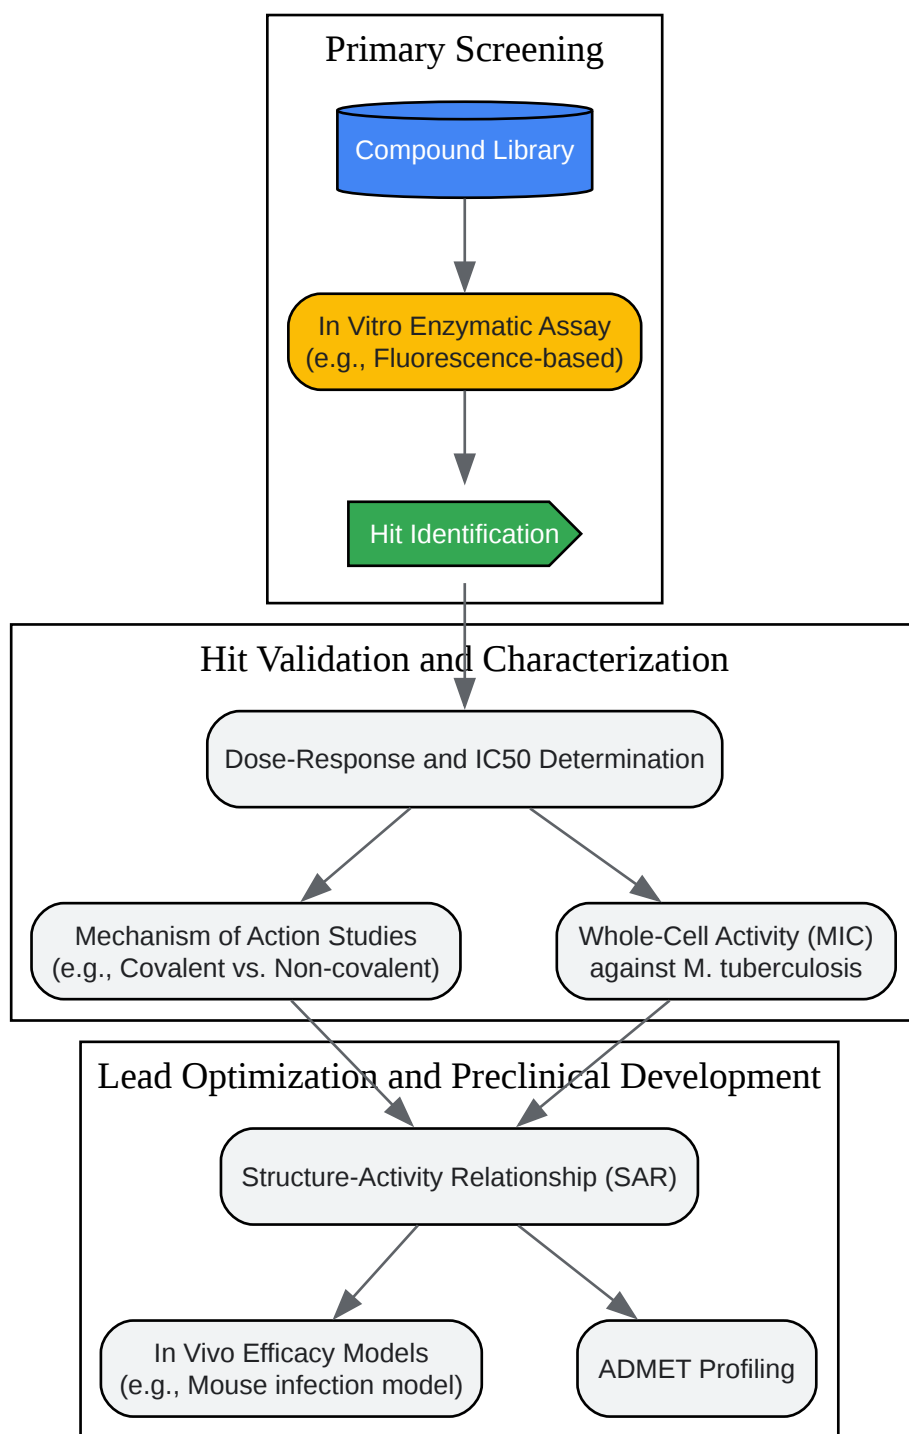 Primary Screening
Compound Library
In Vitro Enzymatic Assay
(e.g., Fluorescence-based)
Hit Identification
Hit Validation and Characterization
Dose-Response and IC50 Determination
Mechanism of Action Studies
(e.g., Covalent vs. Non-covalent)
Whole-Cell Activity (MIC)
against M. tuberculosis
Lead Optimization and Preclinical Development
Structure-Activity Relationship (SAR)
In Vivo Efficacy Models
(e.g., Mouse infection model)
ADMET Profiling